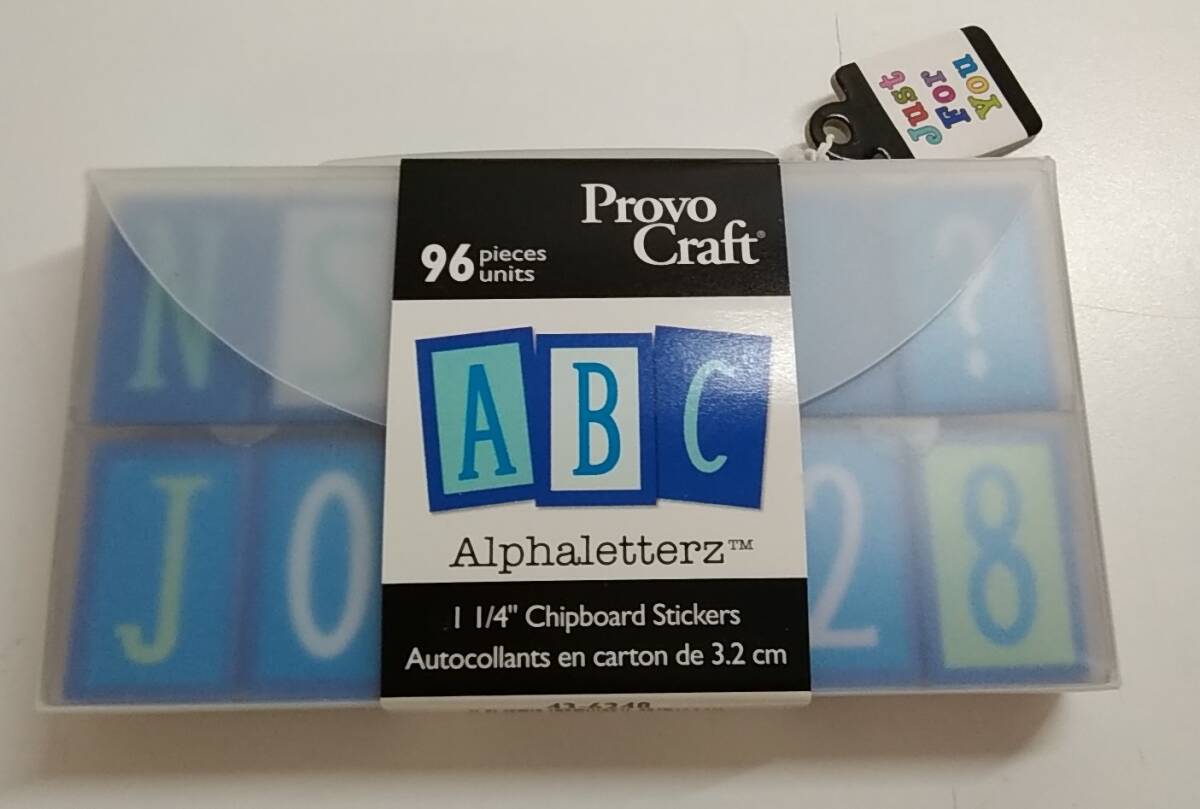 Just
For
You
Provo
Craft®
96 pieces
units
N S ?
A B C
J O 2 8
Alphaletterz™
1 1/4" Chipboard Stickers
Autocollants en carton de 3.2 cm